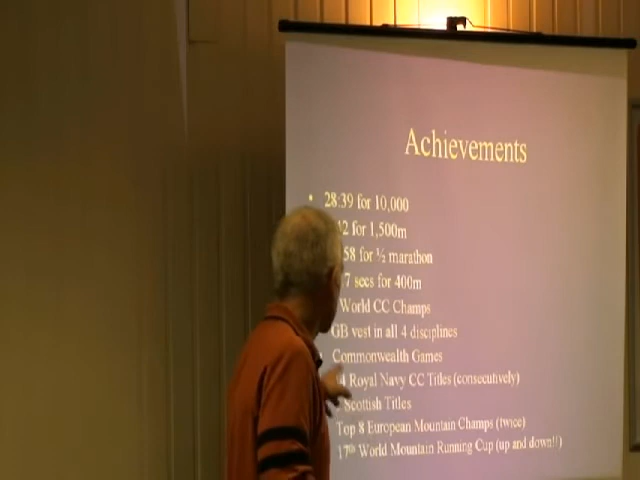 Achievements
28:39 for 10,000
42 for 1,500m
58 for ½ marathon
7 secs for 400m
World CC Champs
GB vest in all 4 disciplines
Commonwealth Games
4 Royal Navy CC Titles (consecutively)
Scottish Titles
Top 8 European Mountain Champs (twice)
17th World Mountain Running Cup (up and down!!)